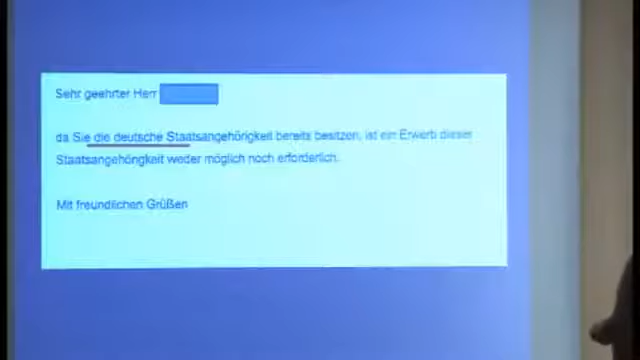 Sehr geehrter Herr
da Sie die deutsche Staatsangehörigkeit bereits besitzen, ist ein Erwerb dieser
Staatsangehörigkeit weder möglich noch erforderlich.
Mit freundlichen Grüßen